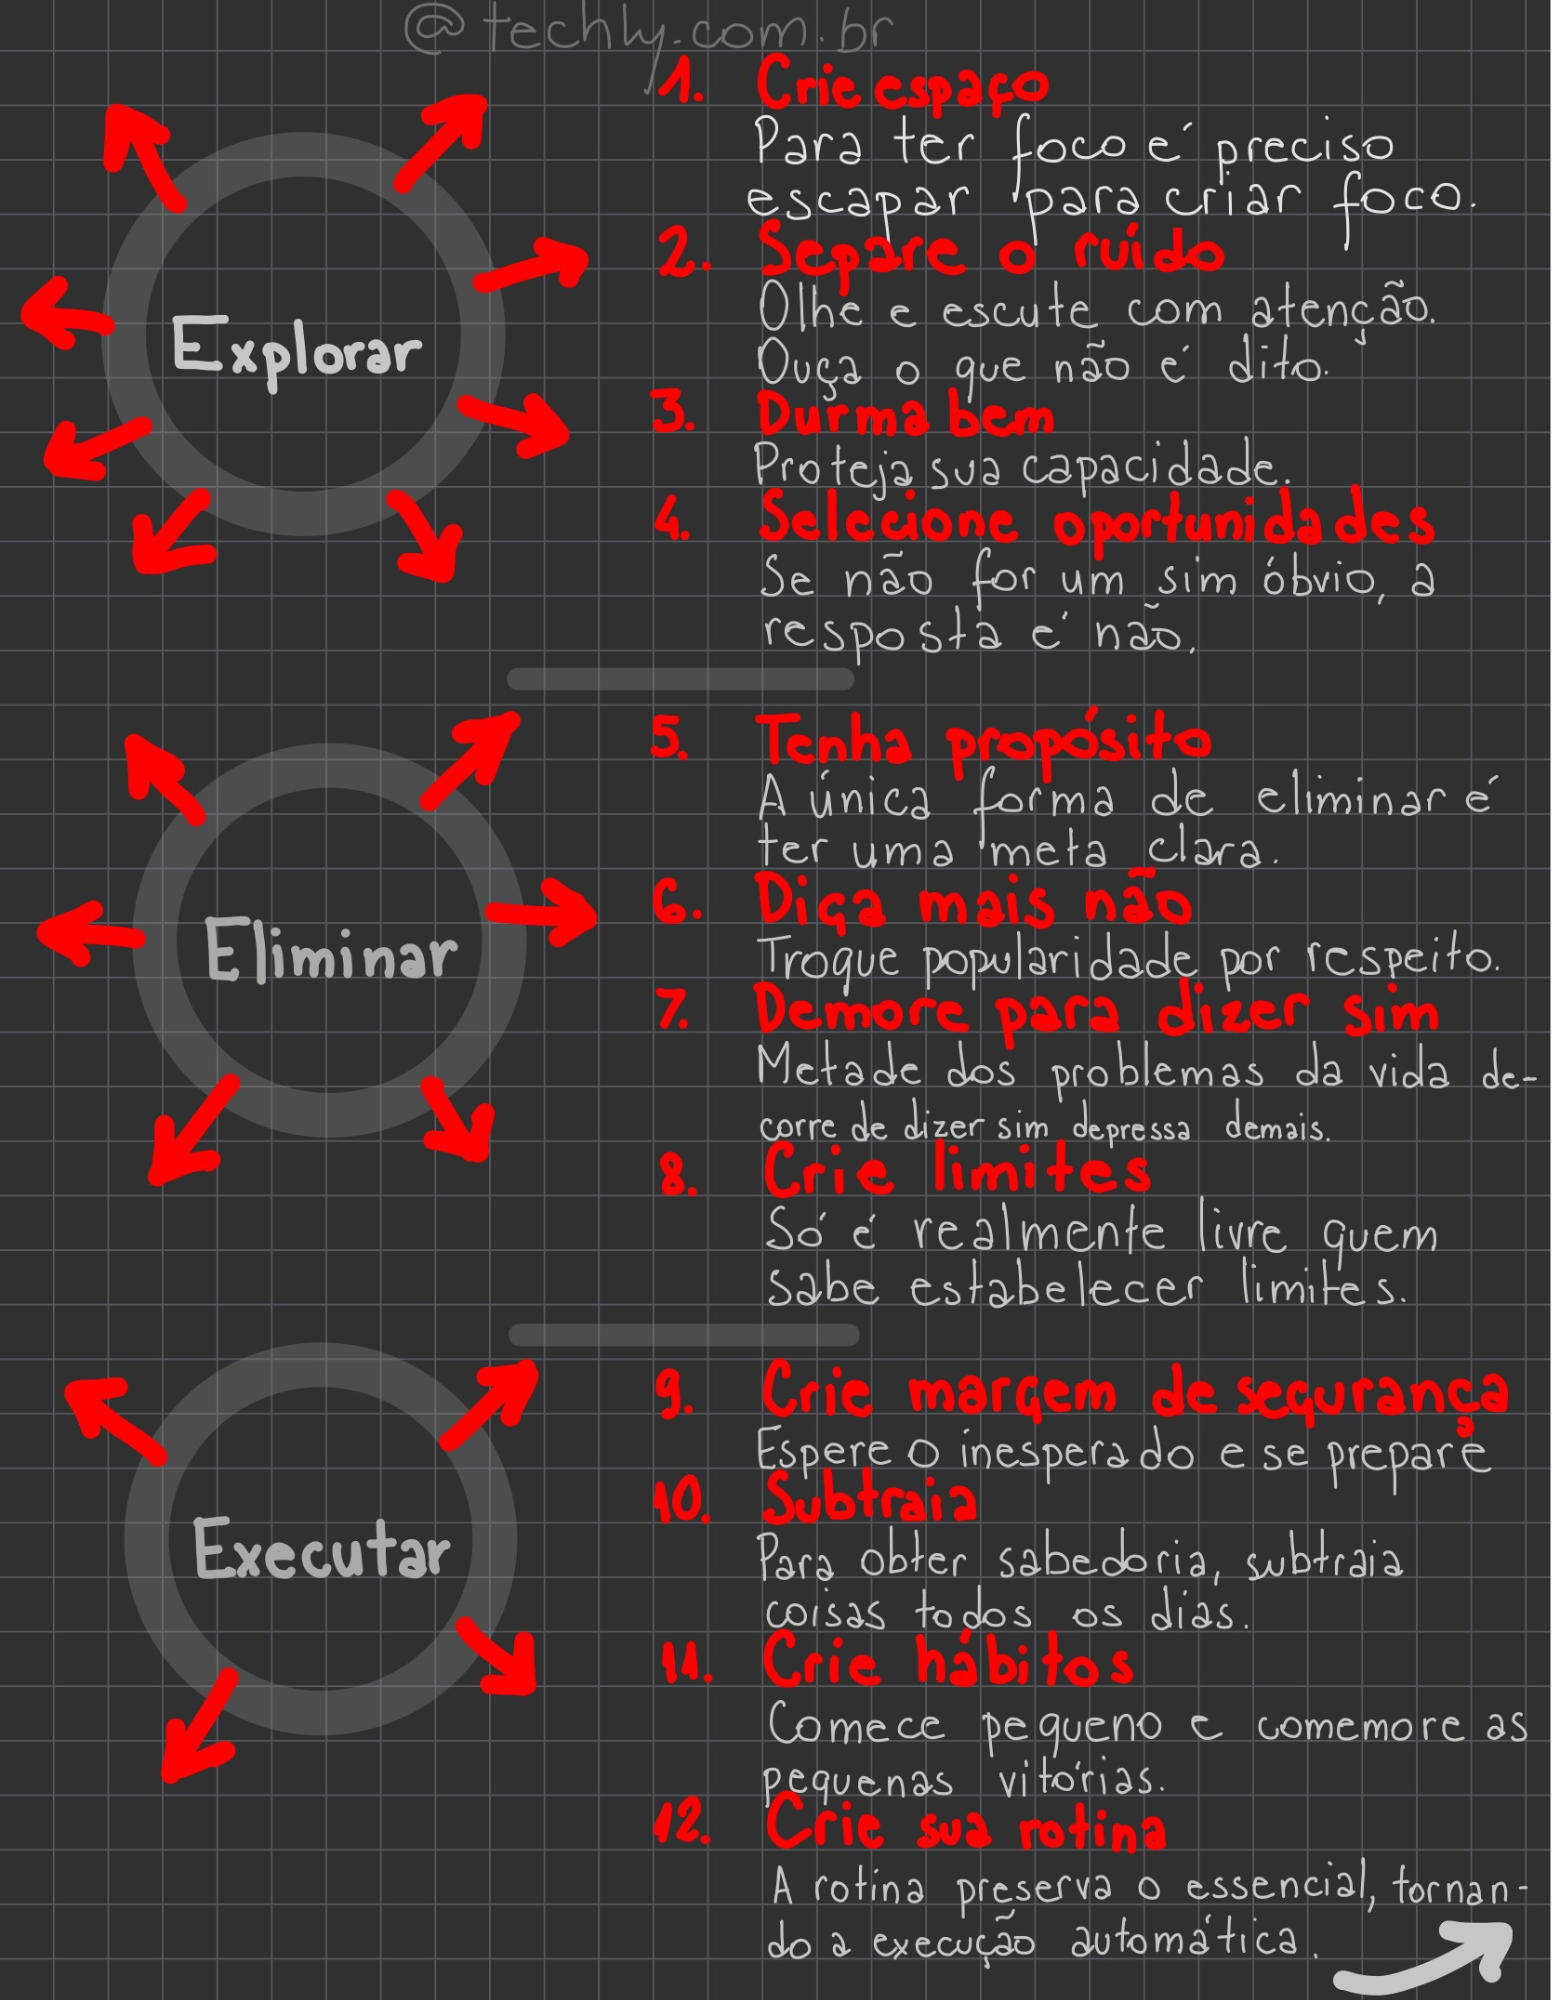 @techly.com.br
1. Crie espaço
Para ter foco é preciso
escapar para criar foco.
2. Separe o ruído
Olhe e escute com atenção.
Ouça o que não é dito.
3. Durma bem
Proteja sua capacidade.
4. Selecione oportunidades
Se não for um sim óbvio, a
resposta é não.
Explorar
5. Tenha propósito
A única forma de eliminar é
ter uma meta clara.
6. Diga mais não
Troque popularidade por respeito.
7. Demore para dizer sim
Metade dos problemas da vida de-
corre de dizer sim depressa demais.
8. Crie limites
Só é realmente livre quem
sabe estabelecer limites.
Eliminar
9. Crie margem de segurança
Espere o inesperado e se prepare
10. Subtraia
Para obter sabedoria, subtraia
coisas todos os dias.
11. Crie hábitos
Comece pequeno e comemore as
pequenas vitórias.
12. Crie sua rotina
A rotina preserva o essencial, tornan-
do a execução automática.
Executar